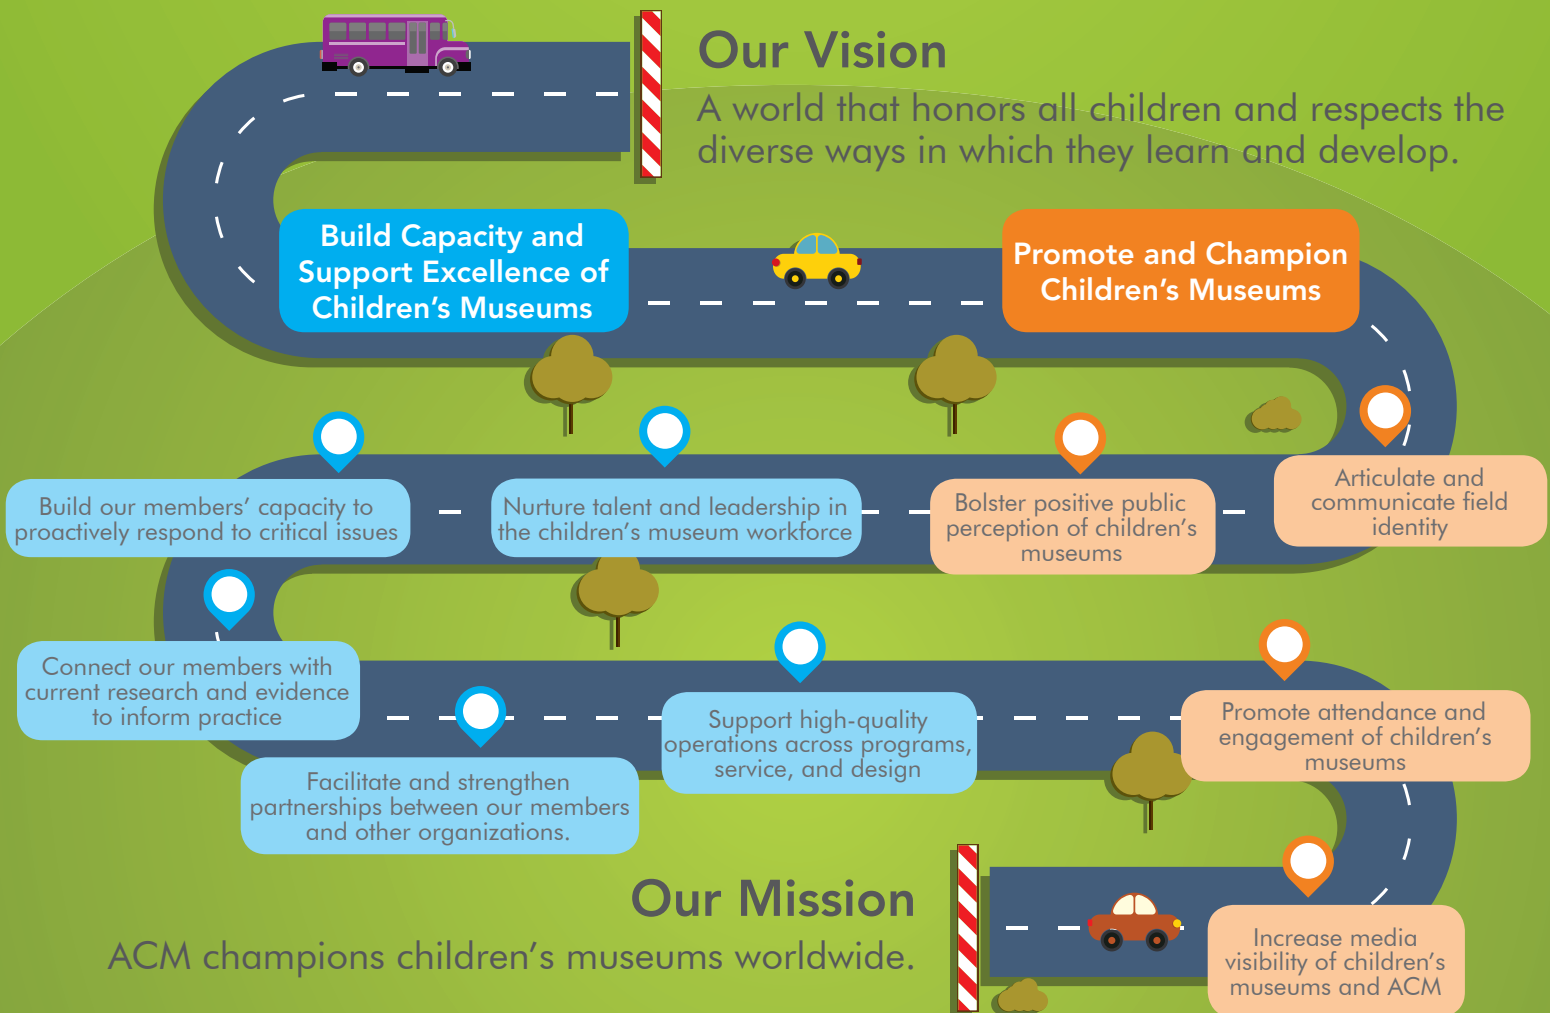 Our Vision
A world that honors all children and respects the
diverse ways in which they learn and develop.
Build Capacity and
Support Excellence of
Children's Museums
Promote and Champion
Children's Museums
Build our members' capacity to
proactively respond to critical issues
Nurture talent and leadership in
the children's museum workforce
Bolster positive public
perception of children's
museums
Articulate and
communicate field
identity
Connect our members with
current research and evidence
to inform practice
Facilitate and strengthen
partnerships between our members
and other organizations.
Support high-quality
operations across programs,
service, and design
Promote attendance and
engagement of children's
museums
Our Mission
ACM champions children's museums worldwide.
Increase media
visibility of children's
museums and ACM